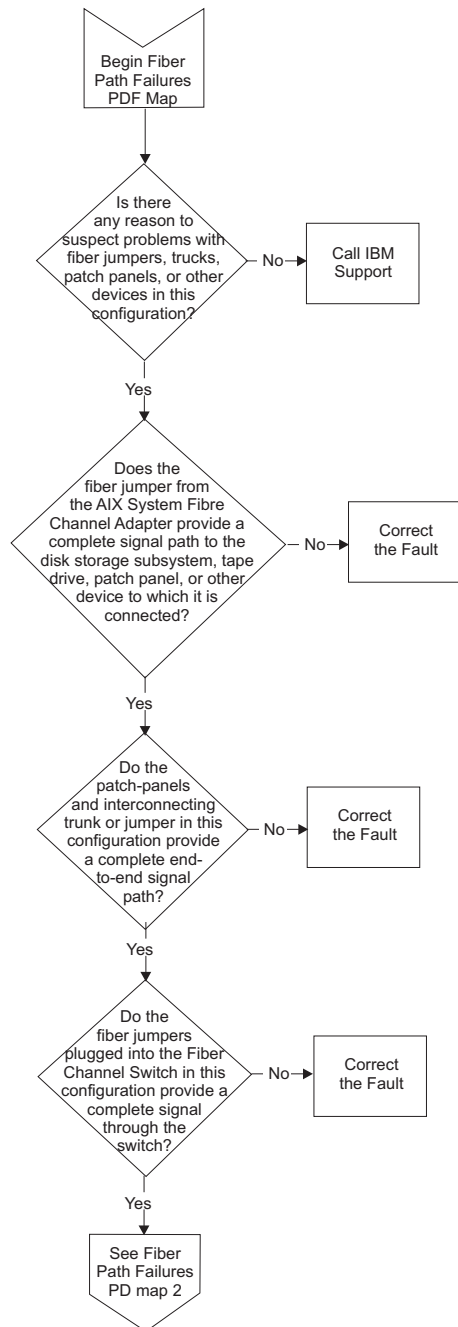 Begin Fiber
Path Failures
PDF Map
Is there
any reason to
suspect problems with
fiber jumpers, trucks,
patch panels, or other
devices in this
configuration?
No
Call IBM
Support
Yes
Does the
fiber jumper from
the AIX System Fibre
Channel Adapter provide a
complete signal path to the
disk storage subsystem, tape
drive, patch panel, or other
device to which it is
connected?
No
Correct
the Fault
Yes
Do the
patch-panels
and interconnecting
trunk or jumper in this
configuration provide
a complete end-
to-end signal
path?
No
Correct
the Fault
Yes
Do the
fiber jumpers
plugged into the Fiber
Channel Switch in this
configuration provide a
complete signal
through the
switch?
No
Correct
the Fault
Yes
See Fiber
Path Failures
PD map 2